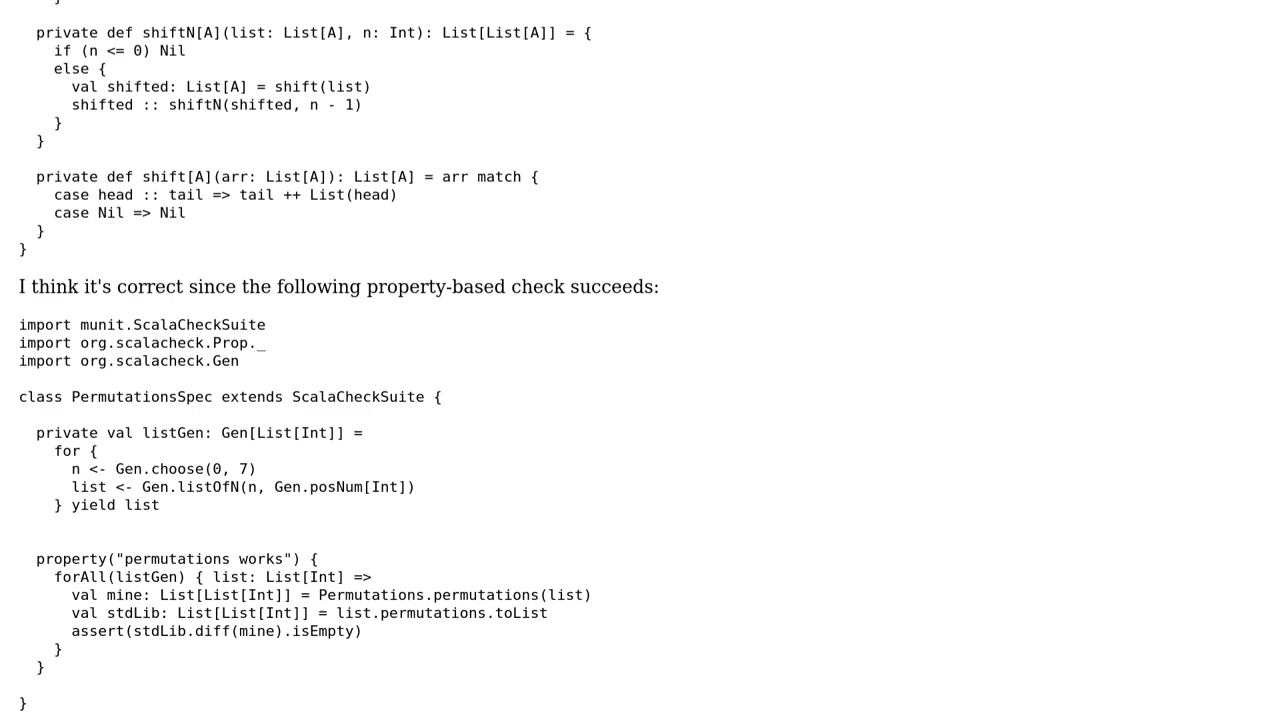 }
  private def shiftN[A](list: List[A], n: Int): List[List[A]] = {
    if (n <= 0) Nil
    else {
      val shifted: List[A] = shift(list)
      shifted :: shiftN(shifted, n - 1)
    }
  }
  private def shift[A](arr: List[A]): List[A] = arr match {
    case head :: tail => tail ++ List(head)
    case Nil => Nil
  }
}
I think it's correct since the following property-based check succeeds:
import munit.ScalaCheckSuite
import org.scalacheck.Prop._
import org.scalacheck.Gen
class PermutationsSpec extends ScalaCheckSuite {
  private val listGen: Gen[List[Int]] =
    for {
      n <- Gen.choose(0, 7)
      list <- Gen.listOfN(n, Gen.posNum[Int])
    } yield list
  property("permutations works") {
    forAll(listGen) { list: List[Int] =>
      val mine: List[List[Int]] = Permutations.permutations(list)
      val stdLib: List[List[Int]] = list.permutations.toList
      assert(stdLib.diff(mine).isEmpty)
    }
  }
}